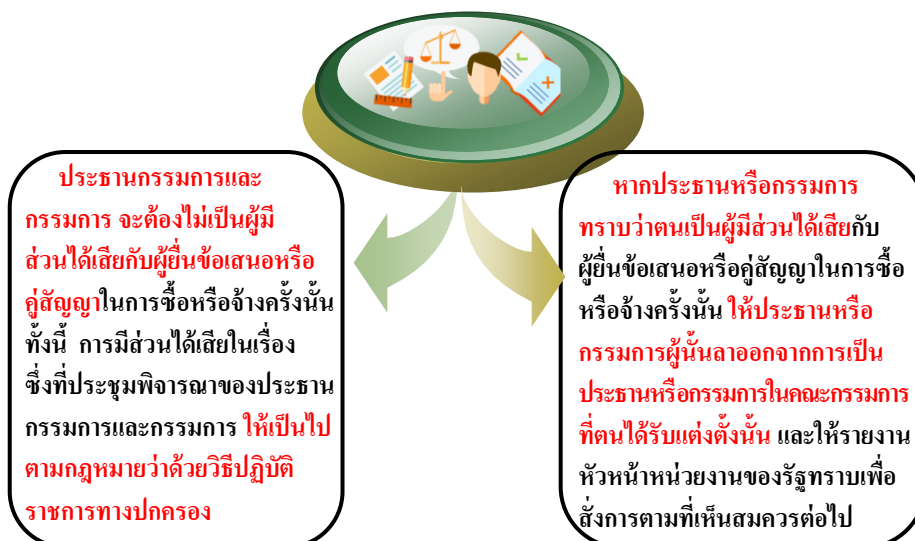 ประธานกรรมการและ
กรรมการ จะต้องไม่เป็นผู้มี
ส่วนได้เสียกับผู้ยื่นข้อเสนอหรือ
คู่สัญญาในการซื้อหรือจ้างครั้งนั้น
ทั้งนี้ การมีส่วนได้เสียในเรื่อง
ซึ่งที่ประชุมพิจารณาของประธาน
กรรมการและกรรมการ ให้เป็นไป
ตามกฎหมายว่าด้วยวิธีปฏิบัติ
ราชการทางปกครอง
หากประธานหรือกรรมการ
ทราบว่าตนเป็นผู้มีส่วนได้เสียกับ
ผู้ยื่นข้อเสนอหรือคู่สัญญาในการซื้อ
หรือจ้างครั้งนั้น ให้ประธานหรือ
กรรมการผู้นั้นลาออกจากการเป็น
ประธานหรือกรรมการในคณะกรรมการ
ที่ตนได้รับแต่งตั้งนั้น และให้รายงาน
หัวหน้าหน่วยงานของรัฐทราบเพื่อ
สั่งการตามที่เห็นสมควรต่อไป